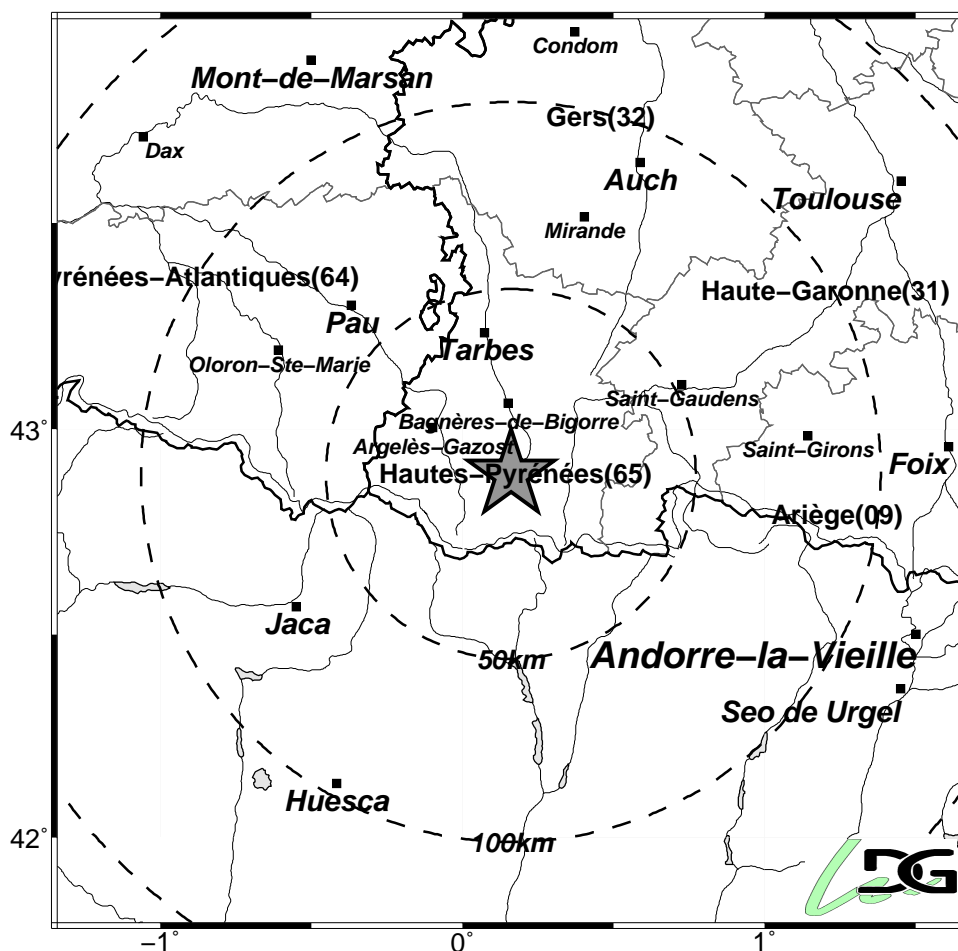 Condom
Mont–de–Marsan
Gers(32)
Dax
Auch
Toulouse
Mirande
yrénées–Atlantiques(64)
Haute–Garonne(31)
Pau
Tarbes
Oloron–Ste–Marie
Saint–Gaudens
Bagnères–de–Bigorre
43°
Argelès–Gazost
Saint–Girons
Foix
Hautes–Pyrénées(65)
Ariège(09)
Jaca
50km
Andorre–la–Vieille
Seo de Urgel
Huesca
42°
100km
DG
−1° 0° 1°